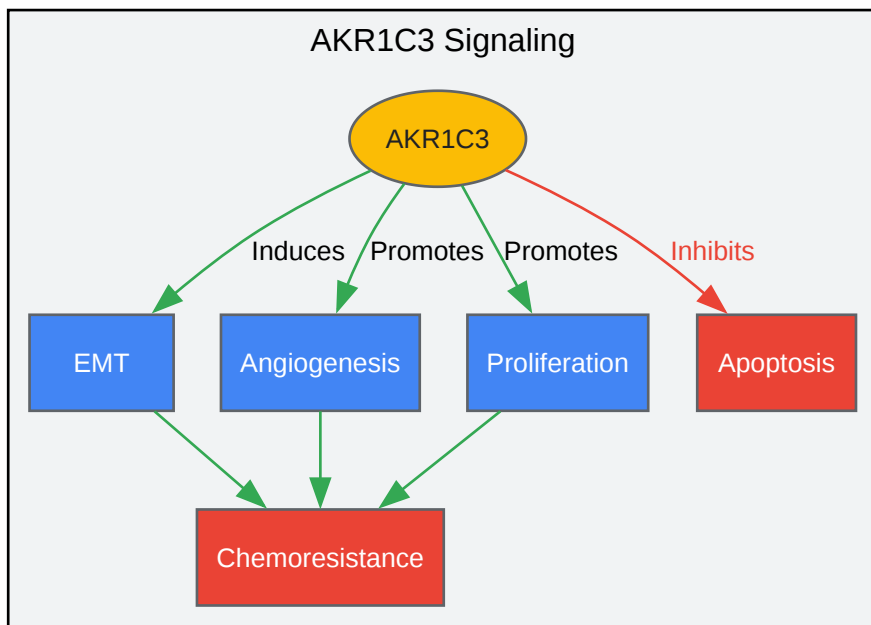 AKR1C3 Signaling
AKR1C3
Induces
Promotes
Promotes
Inhibits
EMT
Angiogenesis
Proliferation
Apoptosis
Chemoresistance